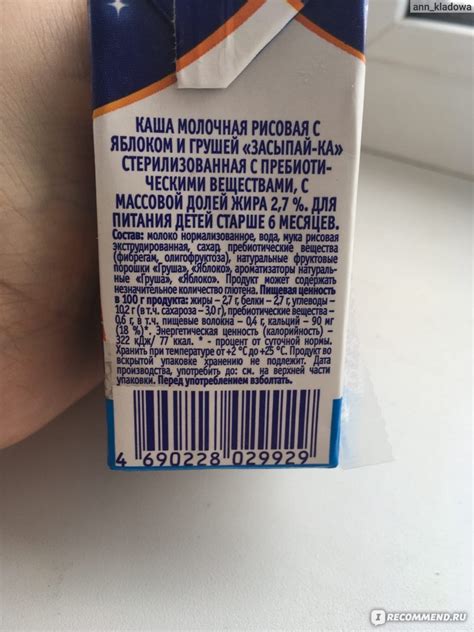 ann_kladowa
КАША МОЛОЧНАЯ РИСОВАЯ С
ЯБЛОКОМ И ГРУШЕЙ «ЗАСЫПАЙ-КА»
СТЕРИЛИЗОВАННАЯ С ПРЕБИОТИ-
ЧЕСКИМИ ВЕЩЕСТВАМИ, С
МАССОВОЙ ДОЛЕЙ ЖИРА 2,7 %. ДЛЯ
ПИТАНИЯ ДЕТЕЙ СТАРШЕ 6 МЕСЯЦЕВ.
Состав: молоко нормализованное, вода, мука рисовая
экструдированная, сахар, пребиотические вещества
(фибрегам, олигофруктоза), натуральные фруктовые
порошки «Груша», «Яблоко», ароматизаторы натураль-
ные «Груша», «Яблоко». Продукт может содержать
незначительное количество глютена. Пищевая ценность
в 100 г продукта: жиры – 2,7 г, белки – 2,7 г, углеводы –
10,2 г (в т.ч. сахароза – 3,0 г), пребиотические вещества –
0,6 г, в т.ч. пищевые волокна – 0,4 г, кальций – 90 мг
(18 %)*. Энергетическая ценность (калорийность) –
322 кДж/ 77 ккал. * - процент от суточной нормы.
Хранить при температуре от +2 °С до +25 °С. Продукт во
вскрытой упаковке хранению не подлежит. Дата
производства, употребить до: см. на верхней части
упаковки. Перед употреблением взболтать.
4 690228 029929
I RECOMMEND.RU